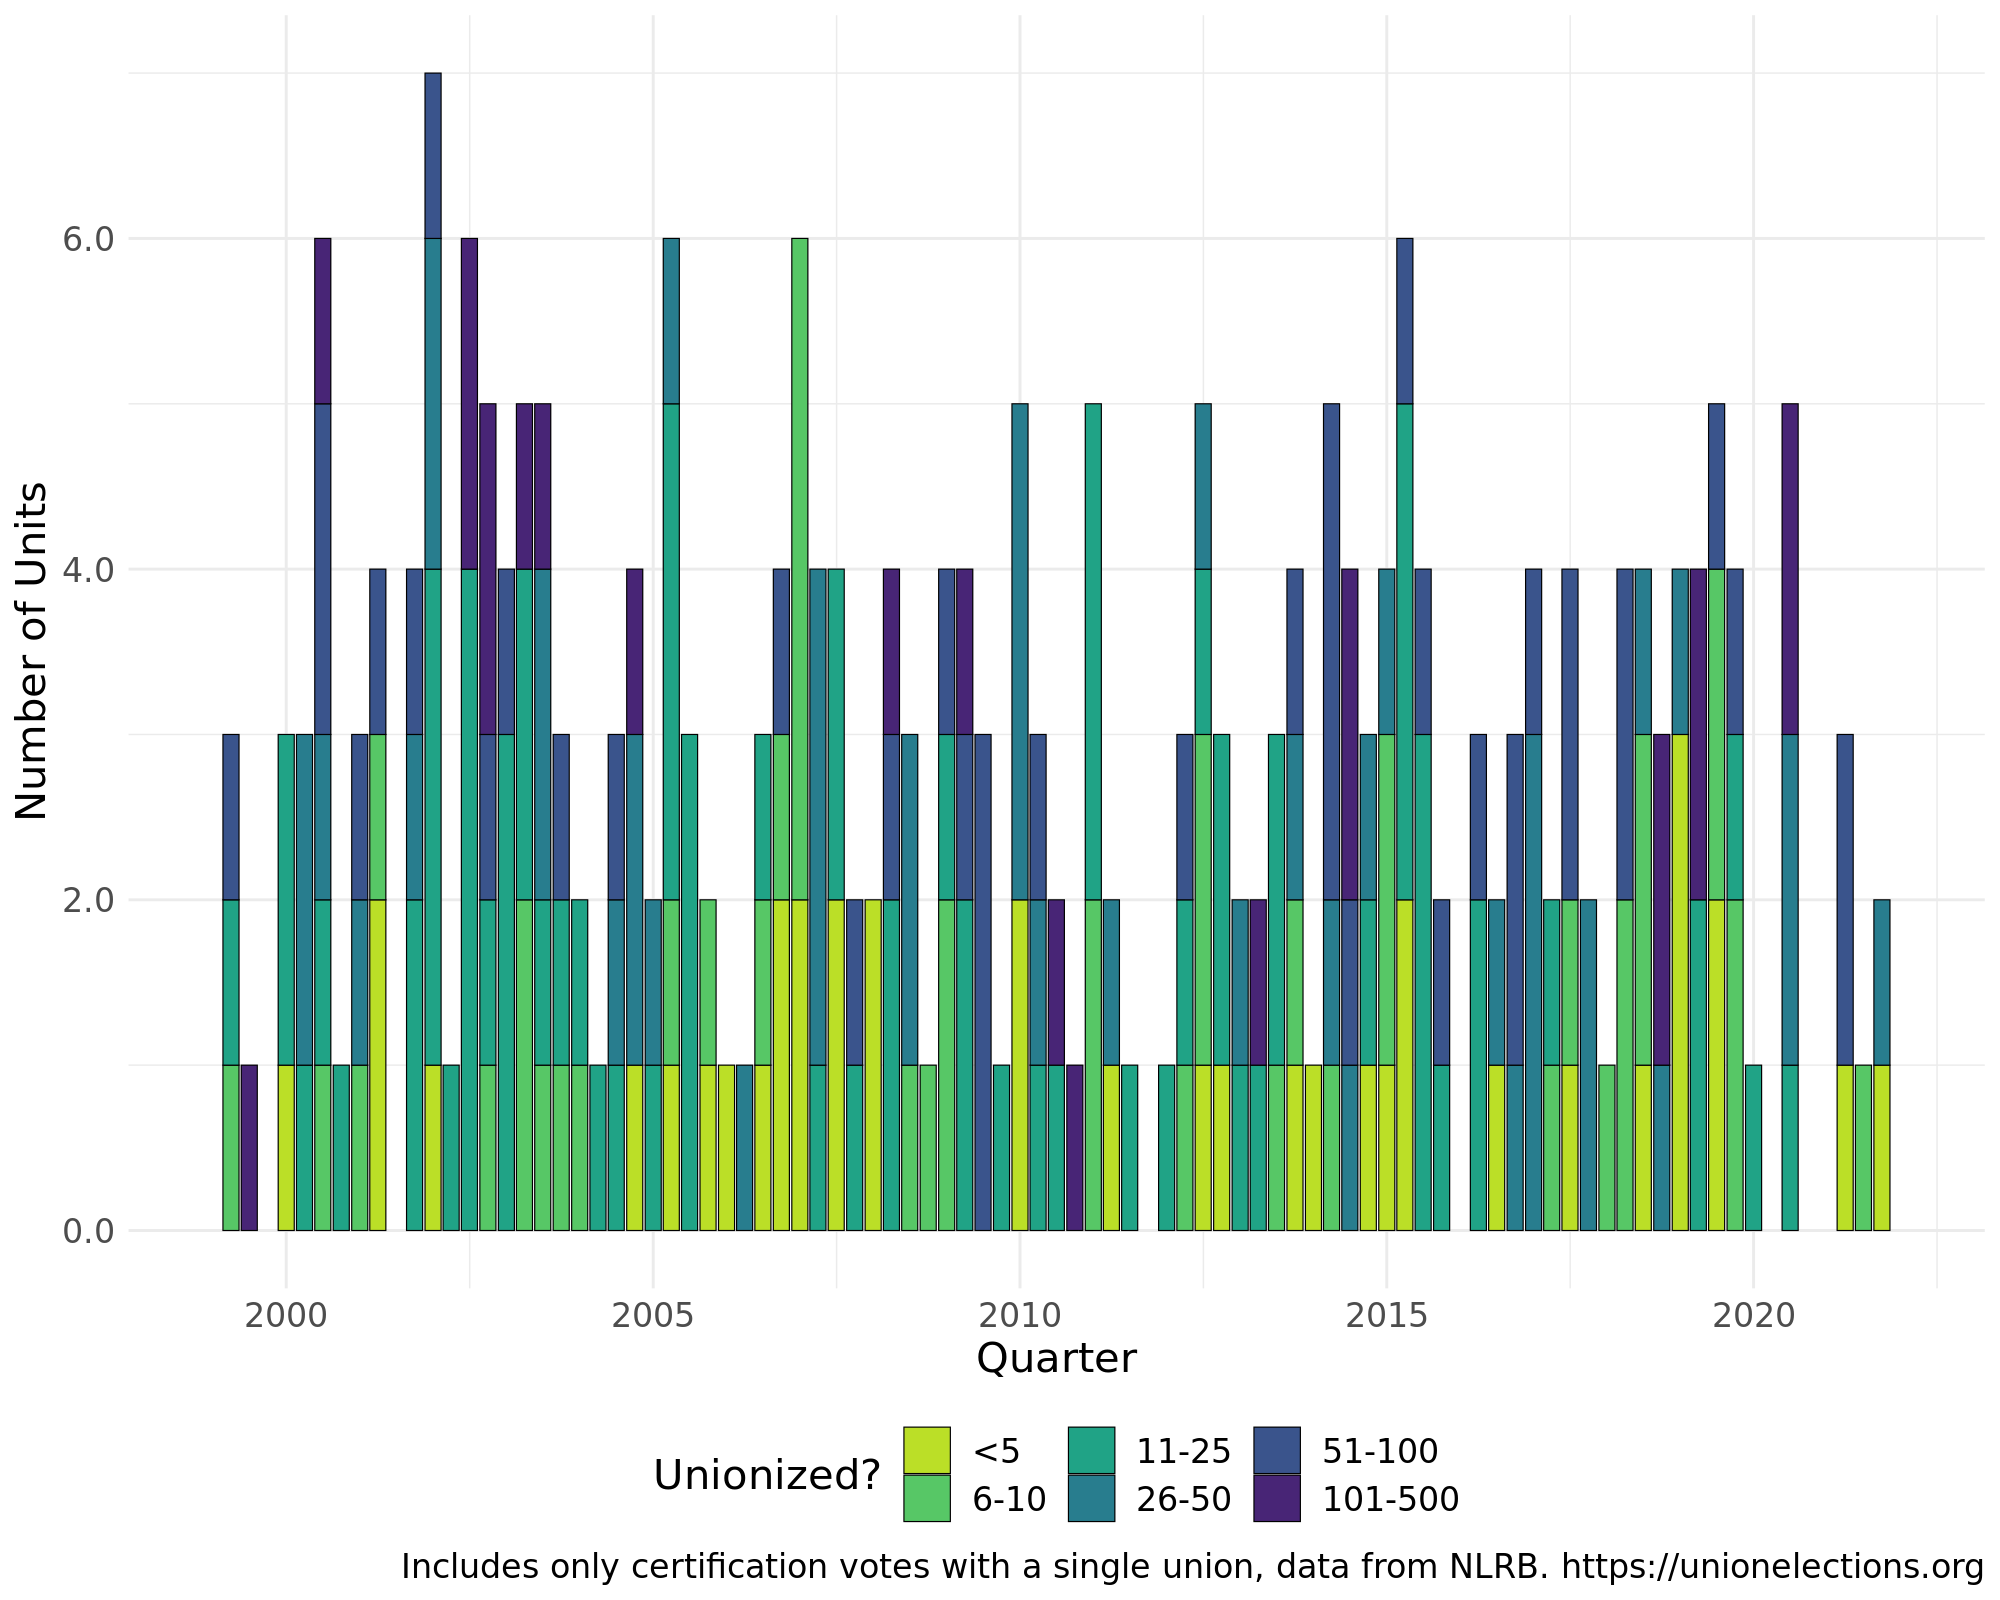 6.0
4.0
2.0
0.0
Number of Units
2000 2005 2010 2015 2020
Quarter
Unionized?
<5 11-25 51-100
6-10 26-50 101-500
Includes only certification votes with a single union, data from NLRB. https://unionelections.org